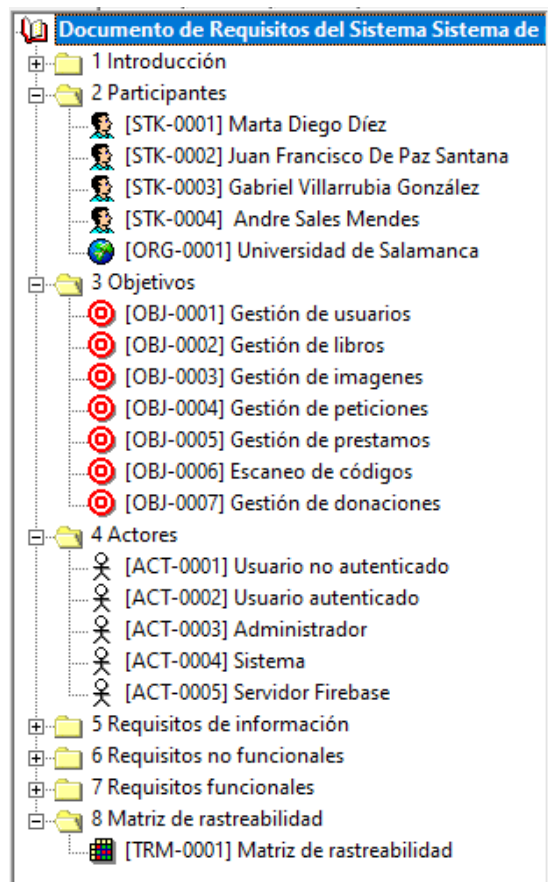 Documento de Requisitos del Sistema Sistema de
1 Introducción
2 Participantes
[STK-0001] Marta Diego Díez
[STK-0002] Juan Francisco De Paz Santana
[STK-0003] Gabriel Villarrubia González
[STK-0004] Andre Sales Mendes
[ORG-0001] Universidad de Salamanca
3 Objetivos
[OBJ-0001] Gestión de usuarios
[OBJ-0002] Gestión de libros
[OBJ-0003] Gestión de imagenes
[OBJ-0004] Gestión de peticiones
[OBJ-0005] Gestión de prestamos
[OBJ-0006] Escaneo de códigos
[OBJ-0007] Gestión de donaciones
4 Actores
[ACT-0001] Usuario no autenticado
[ACT-0002] Usuario autenticado
[ACT-0003] Administrador
[ACT-0004] Sistema
[ACT-0005] Servidor Firebase
5 Requisitos de información
6 Requisitos no funcionales
7 Requisitos funcionales
8 Matriz de rastreabilidad
[TRM-0001] Matriz de rastreabilidad